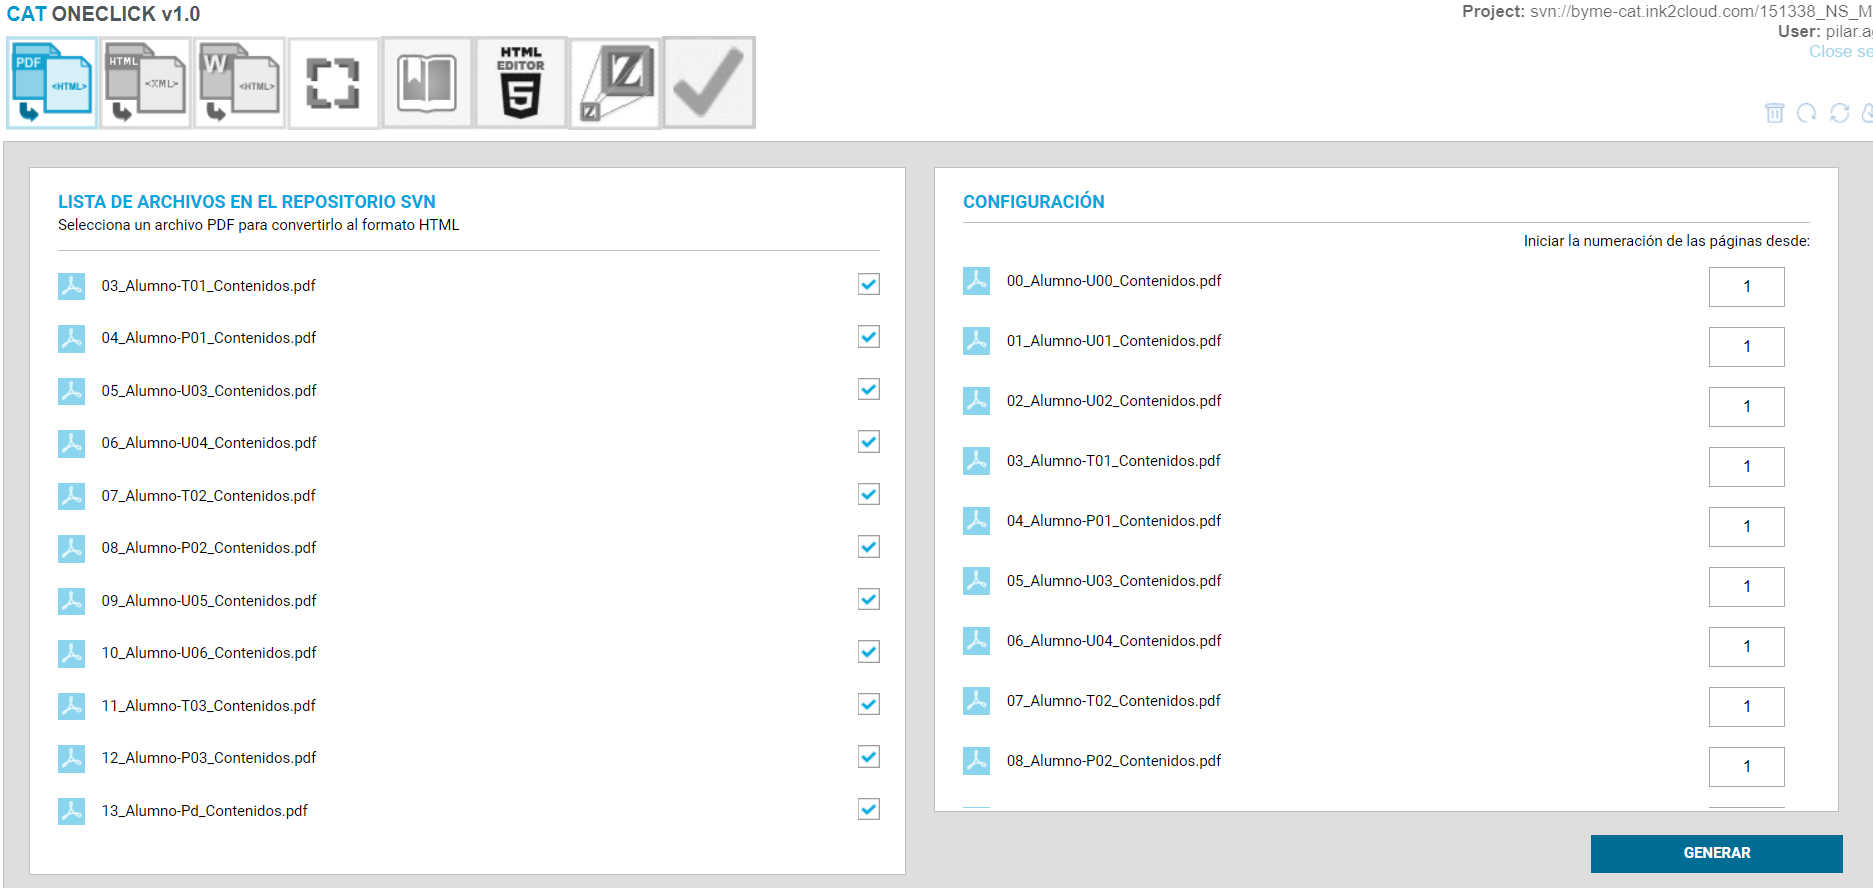 CAT ONECLICK v1.0
Project: svn://byme-cat.ink2cloud.com/151338_NS_M
User: pilar.a
Close se
PDF <HTML>
HTML <XML>
W <HTML>
HTML EDITOR 5
Z Z
LISTA DE ARCHIVOS EN EL REPOSITORIO SVN
Selecciona un archivo PDF para convertirlo al formato HTML
03_Alumno-T01_Contenidos.pdf
04_Alumno-P01_Contenidos.pdf
05_Alumno-U03_Contenidos.pdf
06_Alumno-U04_Contenidos.pdf
07_Alumno-T02_Contenidos.pdf
08_Alumno-P02_Contenidos.pdf
09_Alumno-U05_Contenidos.pdf
10_Alumno-U06_Contenidos.pdf
11_Alumno-T03_Contenidos.pdf
12_Alumno-P03_Contenidos.pdf
13_Alumno-Pd_Contenidos.pdf
CONFIGURACIÓN
Iniciar la numeración de las páginas desde:
00_Alumno-U00_Contenidos.pdf 1
01_Alumno-U01_Contenidos.pdf 1
02_Alumno-U02_Contenidos.pdf 1
03_Alumno-T01_Contenidos.pdf 1
04_Alumno-P01_Contenidos.pdf 1
05_Alumno-U03_Contenidos.pdf 1
06_Alumno-U04_Contenidos.pdf 1
07_Alumno-T02_Contenidos.pdf 1
08_Alumno-P02_Contenidos.pdf 1
GENERAR